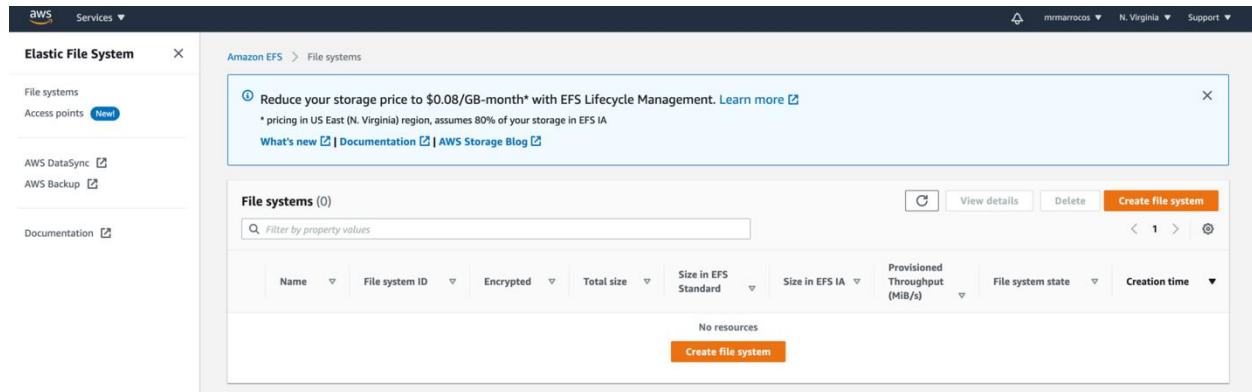 aws Services ▼ mrmarrocos ▼ N. Virginia ▼ Support ▼
Elastic File System
File systems
Access points New!
AWS DataSync
AWS Backup
Documentation
Amazon EFS > File systems
Reduce your storage price to $0.08/GB-month* with EFS Lifecycle Management. Learn more
* pricing in US East (N. Virginia) region, assumes 80% of your storage in EFS IA
What's new | Documentation | AWS Storage Blog
File systems (0) View details Delete Create file system
Filter by property values < 1 >
Name File system ID Encrypted Total size Size in EFS Standard Size in EFS IA Provisioned Throughput (MiB/s) File system state Creation time
No resources
Create file system